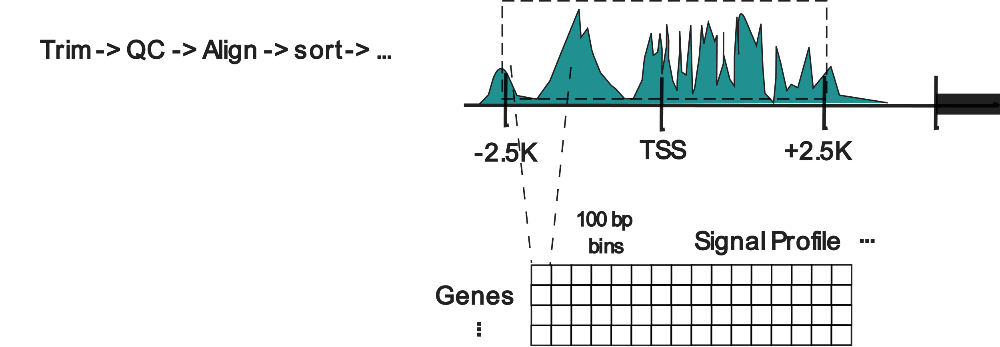 Trim -> QC -> Align -> sort -> ...
-2.5K
TSS
+2.5K
100 bp
bins
Signal Profile ...
Genes
...